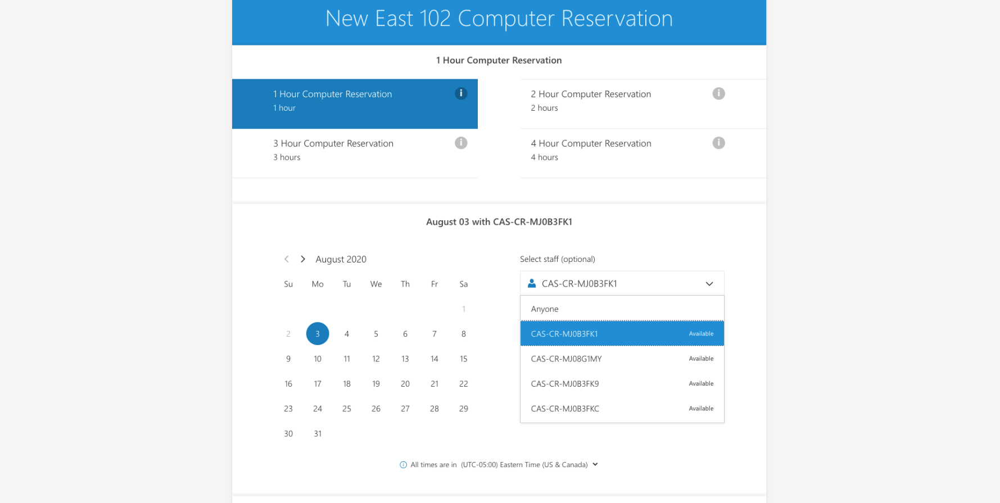 New East 102 Computer Reservation
1 Hour Computer Reservation
1 Hour Computer Reservation
1 hour
2 Hour Computer Reservation
2 hours
3 Hour Computer Reservation
3 hours
4 Hour Computer Reservation
4 hours
August 03 with CAS-CR-MJ0B3FK1
August 2020
Su Mo Tu We Th Fr Sa
1
2 3 4 5 6 7 8
9 10 11 12 13 14 15
16 17 18 19 20 21 22
23 24 25 26 27 28 29
30 31
Select staff (optional)
CAS-CR-MJ0B3FK1
Anyone
CAS-CR-MJ0B3FK1 Available
CAS-CR-MJ08G1MY Available
CAS-CR-MJ0B3FK9 Available
CAS-CR-MJ0B3FKC Available
All times are in (UTC-05:00) Eastern Time (US & Canada)